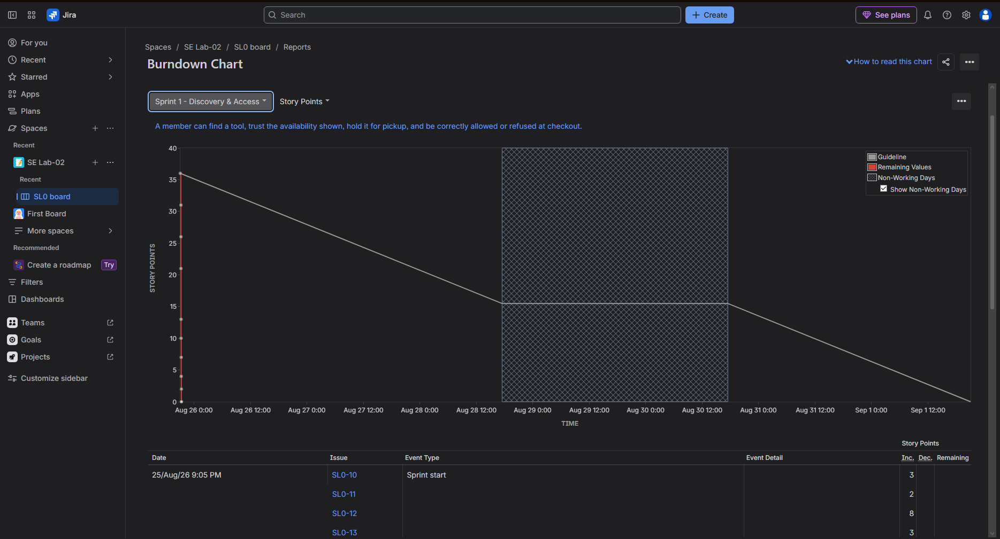 Jira
Search
Create
See plans
For you
Recent
Starred
Apps
Plans
Spaces
Recent
SE Lab-02
Recent
SL0 board
First Board
More spaces
Recommended
Create a roadmap Try
Filters
Dashboards
Teams
Goals
Projects
Customize sidebar
Spaces / SE Lab-02 / SL0 board / Reports
Burndown Chart
How to read this chart
Sprint 1 - Discovery & Access
Story Points
A member can find a tool, trust the availability shown, hold it for pickup, and be correctly allowed or refused at checkout.
40
35
30
25
20
15
10
5
0
STORY POINTS
Guideline
Remaining Values
Non-Working Days
Show Non-Working Days
Aug 26 0:00 Aug 26 12:00 Aug 27 0:00 Aug 27 12:00 Aug 28 0:00 Aug 28 12:00 Aug 29 0:00 Aug 29 12:00 Aug 30 0:00 Aug 30 12:00 Aug 31 0:00 Aug 31 12:00 Sep 1 0:00 Sep 1 12:00
TIME
Story Points
Date Issue Event Type Event Detail Inc. Dec. Remaining
25/Aug/26 9:05 PM SL0-10 Sprint start 3
SL0-11 2
SL0-12 8
SL0-13 3